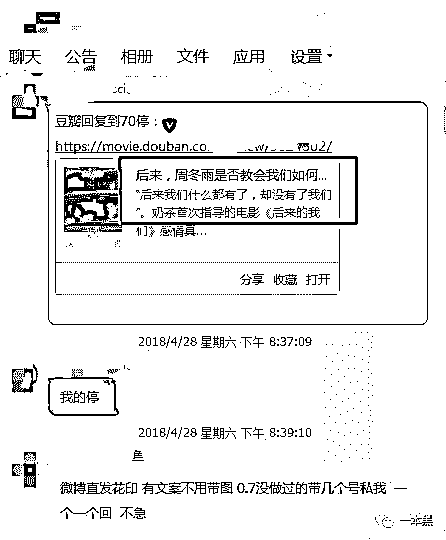 聊天 公告 相册 文件 应用 设置
豆瓣回复到70停：
https://movie.douban.co
后来，周冬雨是否教会我们如何...
"后来我们什么都有了，却没有了我们
"。奶茶首次指导的电影《后来的我
们》感情真...
分享 收藏 打开
2018/4/28 星期六 下午 8:37:09
我的停
2018/4/28 星期六 下午 8:39:10
微博直发花印 有文案不用带图 0.7没做过的带几个号私我 一
个一个回 不急
一本黑